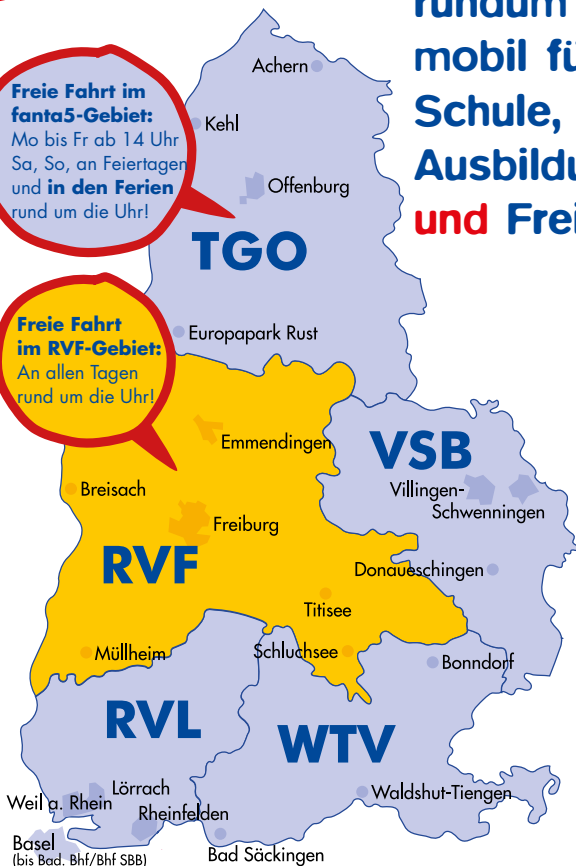 rundum
mobil fü
Schule,
Ausbildu
und Frei
Achern
Freie Fahrt im
fanta5-Gebiet:
Mo bis Fr ab 14 Uhr
Sa, So, an Feiertagen
und in den Ferien
rund um die Uhr!
Kehl
Offenburg
TGO
Europapark Rust
Freie Fahrt
im RVF-Gebiet:
An allen Tagen
rund um die Uhr!
Emmendingen
VSB
Villingen-
Schwenningen
Breisach
Freiburg
RVF
Donaueschingen
Titisee
Müllheim
Schluchsee
Bonndorf
RVL
WTV
Lörrach
Weil a. Rhein
Rheinfelden
Waldshut-Tiengen
Basel
(bis Bad. Bhf/Bhf SBB)
Bad Säckingen